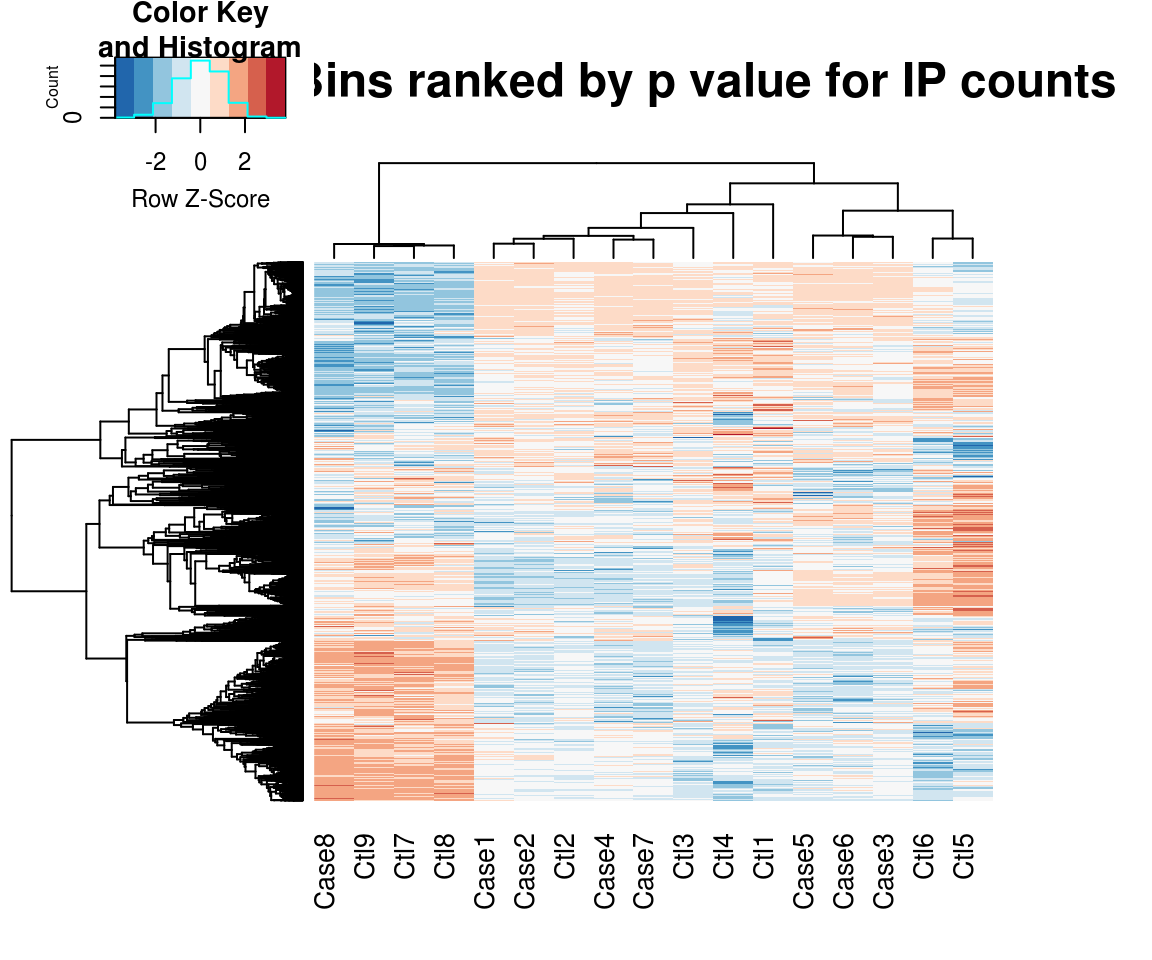 Color Key
and Histogram
Bins ranked by p value for IP counts
Count
0
-2 0 2
Row Z-Score
Case8 Ctl9 Ctl7 Ctl8 Case1 Case2 Ctl2 Case4 Case7 Ctl3 Ctl4 Ctl1 Case5 Case6 Case3 Ctl6 Ctl5